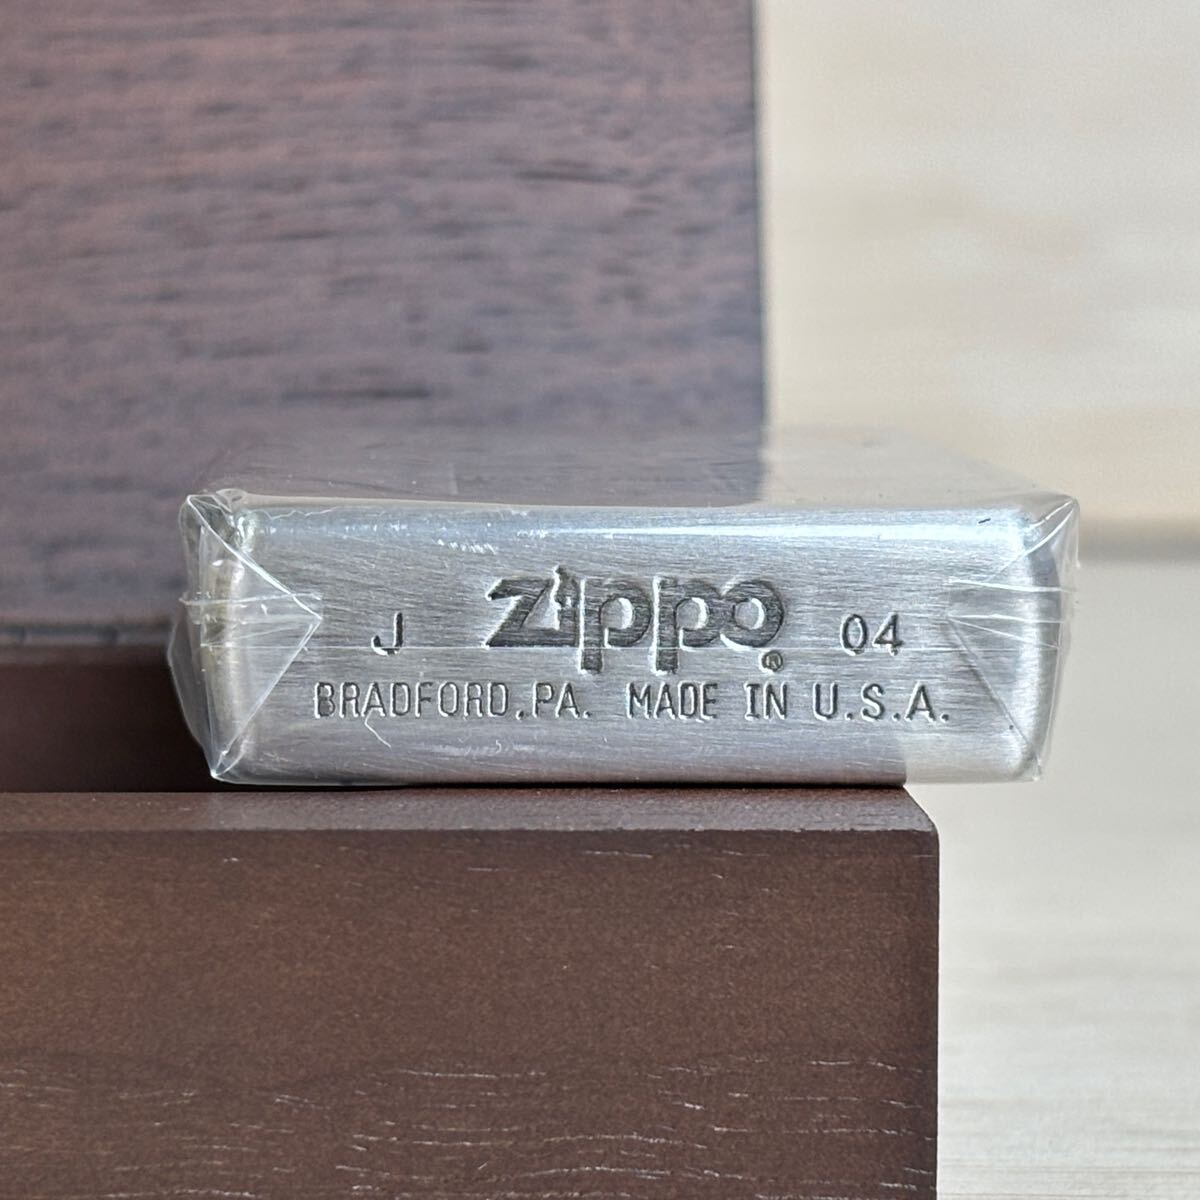 J zippo® 04
BRADFORD,PA. MADE IN U.S.A.